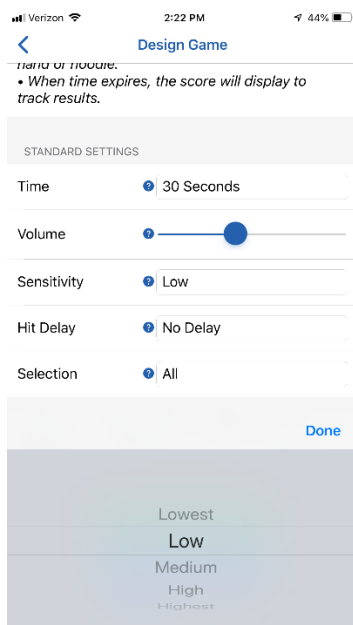 Verizon 2:22 PM 44%
Design Game
hand or noodle.
• When time expires, the score will display to
track results.
STANDARD SETTINGS
Time ? 30 Seconds
Volume ?
Sensitivity ? Low
Hit Delay ? No Delay
Selection ? All
Done
Lowest
Low
Medium
High
Highest